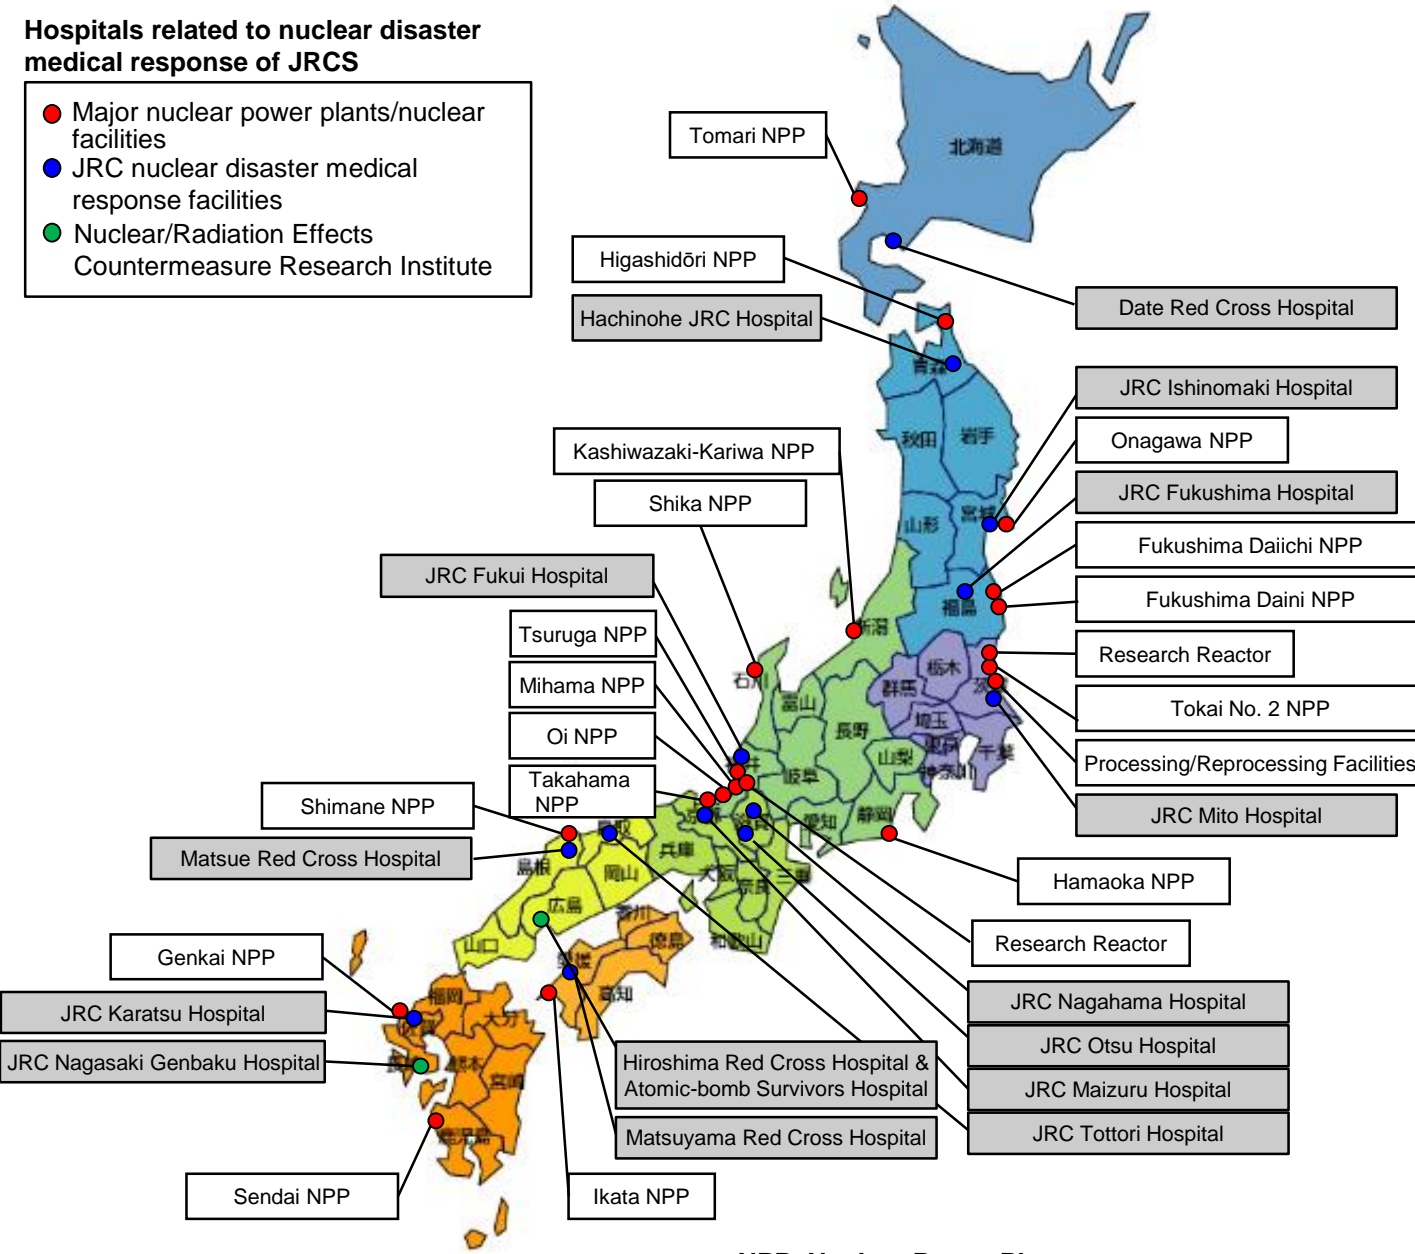 Hospitals related to nuclear disaster
medical response of JRCS
Major nuclear power plants/nuclear
facilities
JRC nuclear disaster medical
response facilities
Nuclear/Radiation Effects
Countermeasure Research Institute
Tomari NPP
北海道
Higashidōri NPP
Hachinohe JRC Hospital
Date Red Cross Hospital
青森
JRC Ishinomaki Hospital
Onagawa NPP
秋田
岩手
Kashiwazaki-Kariwa NPP
Shika NPP
JRC Fukushima Hospital
山形
宮城
Fukushima Daiichi NPP
JRC Fukui Hospital
Fukushima Daini NPP
福島
新潟
Tsuruga NPP
Research Reactor
Mihama NPP
石川
栃木
群馬
富山
Tokai No. 2 NPP
埼玉
長野
Oi NPP
山梨
千葉
神奈川
岐阜
Processing/Reprocessing Facilities
Takahama
NPP
Shimane NPP
JRC Mito Hospital
愛知
静岡
Matsue Red Cross Hospital
鳥取
兵庫
島根
岡山
大阪
奈良
三重
Hamaoka NPP
広島
香川
徳島
和歌山
山口
愛媛
高知
Research Reactor
Genkai NPP
福岡
JRC Karatsu Hospital
佐賀
大分
JRC Nagahama Hospital
JRC Otsu Hospital
JRC Nagasaki Genbaku Hospital
熊本
宮崎
Hiroshima Red Cross Hospital &
Atomic-bomb Survivors Hospital
JRC Maizuru Hospital
JRC Tottori Hospital
Matsuyama Red Cross Hospital
鹿児島
Sendai NPP
Ikata NPP